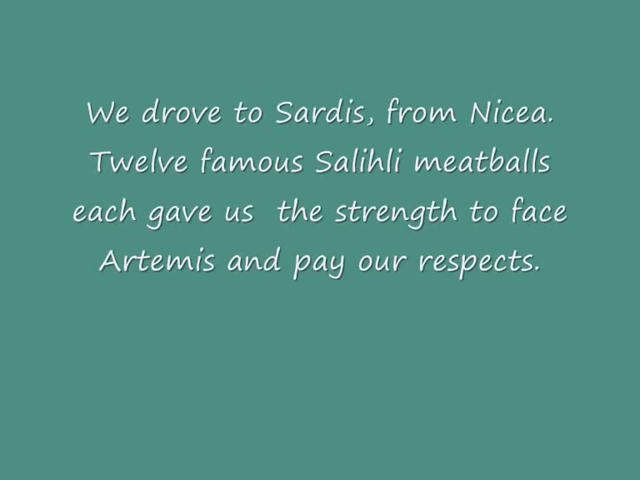 We drove to Sardis, from Nicea.
Twelve famous Salihli meatballs
each gave us  the strength to face
Artemis and pay our respects.